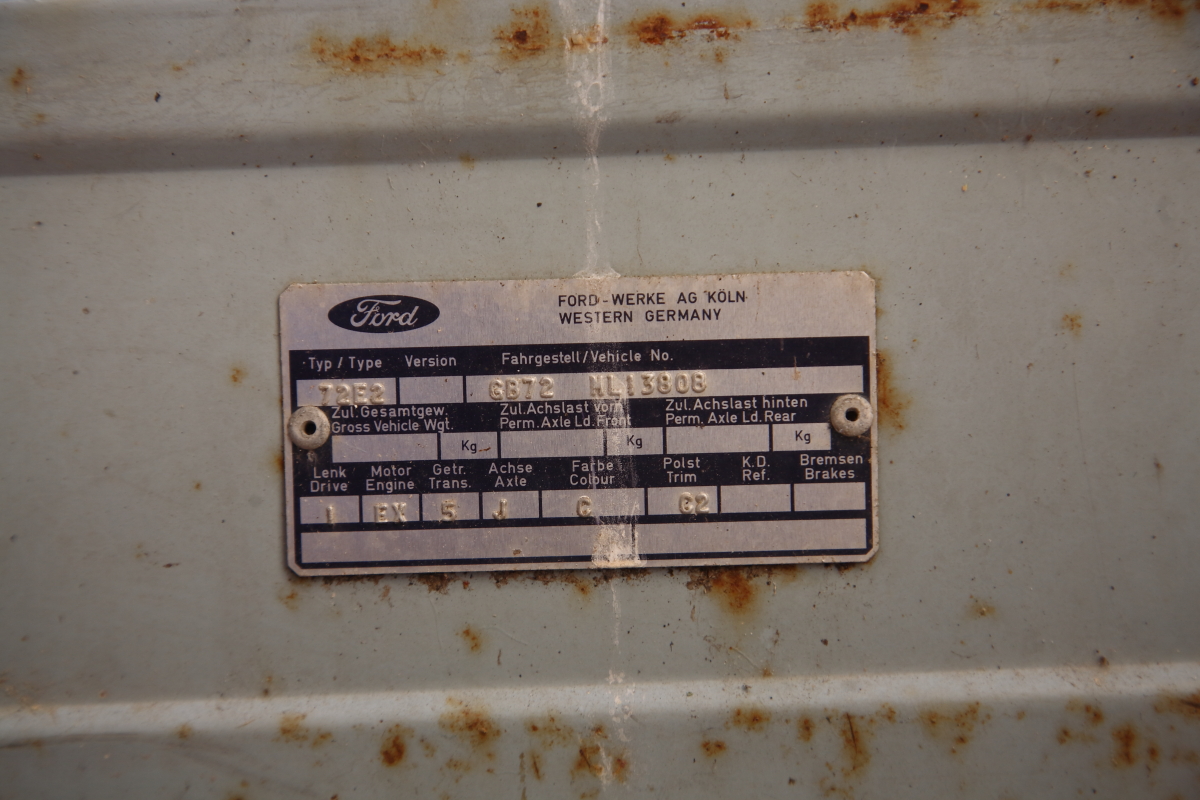 Ford
FORD-WERKE AG KÖLN
WESTERN GERMANY
Typ/Type Version Fahrgestell/Vehicle No.
72E2 GB72 HL13808
Zul.Gesamtgew. Zul.Achslast vorn Zul.Achslast hinten
Gross Vehicle Wgt. Perm. Axle Ld. Front Perm. Axle Ld. Rear
Kg Kg Kg
Lenk Motor Getr. Achse Farbe Polst K.D. Bremsen
Drive Engine Trans. Axle Colour Trim Ref. Brakes
1 EX 5 J C C2